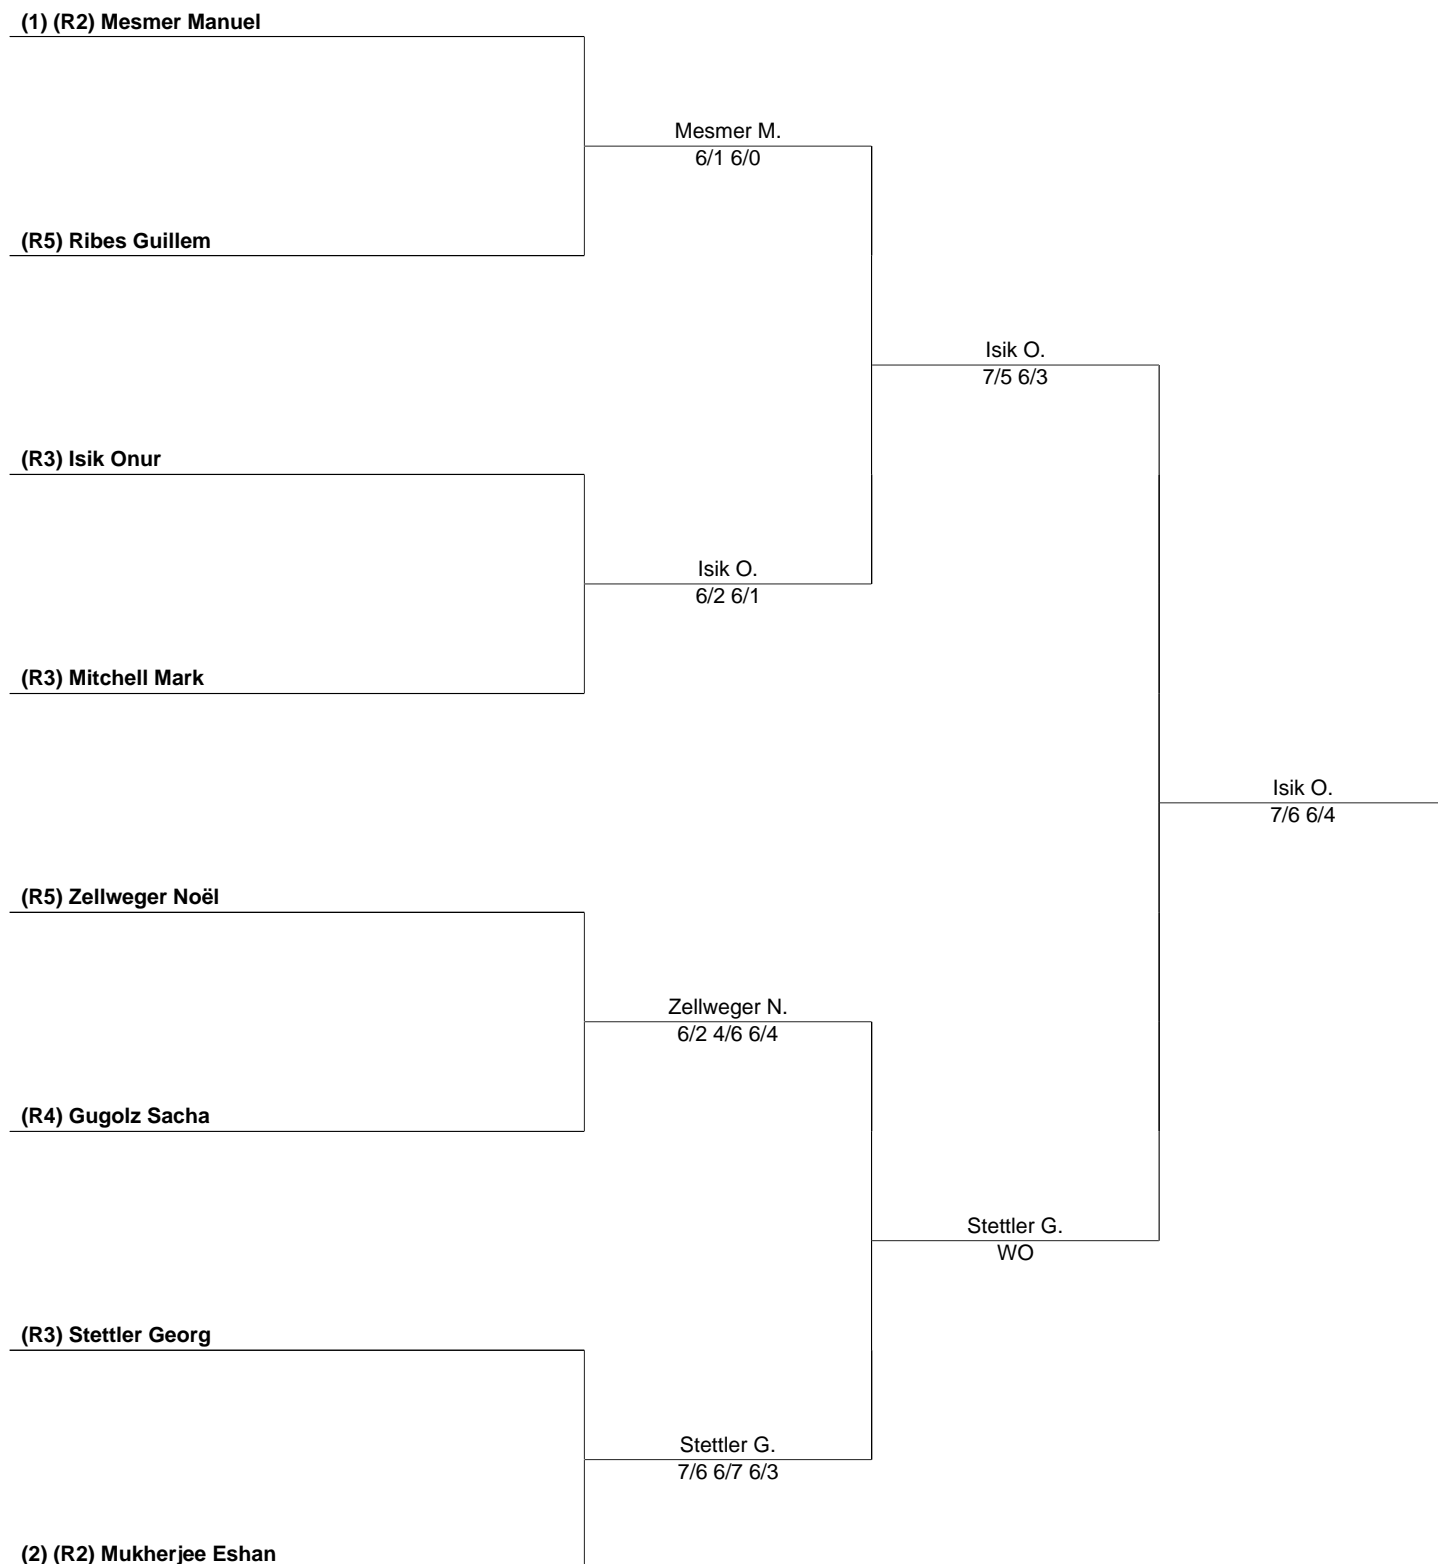 (1) (R2) Mesmer Manuel
Mesmer M.
6/1 6/0
(R5) Ribes Guillem
Isik O.
7/5 6/3
(R3) Isik Onur
Isik O.
6/2 6/1
(R3) Mitchell Mark
Isik O.
7/6 6/4
(R5) Zellweger Noël
Zellweger N.
6/2 4/6 6/4
(R4) Gugolz Sacha
Stettler G.
WO
(R3) Stettler Georg
Stettler G.
7/6 6/7 6/3
(2) (R2) Mukherjee Eshan